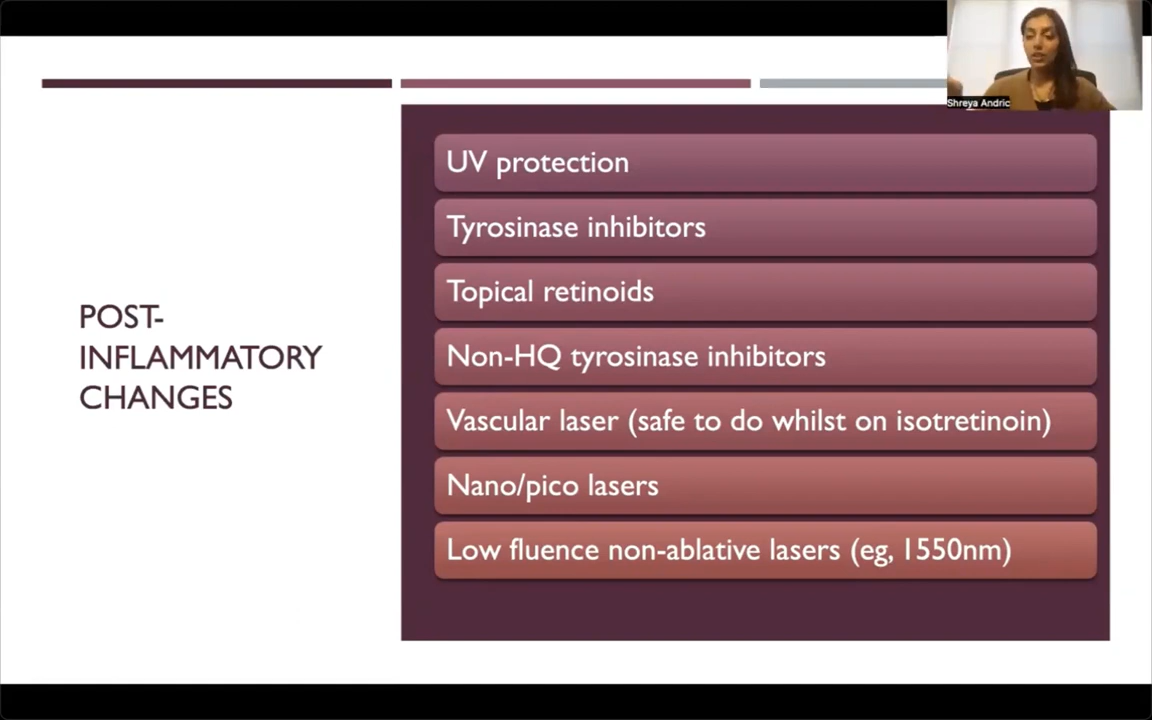 Shreya Andric
POST-
INFLAMMATORY
CHANGES
UV protection
Tyrosinase inhibitors
Topical retinoids
Non-HQ tyrosinase inhibitors
Vascular laser (safe to do whilst on isotretinoin)
Nano/pico lasers
Low fluence non-ablative lasers (eg, 1550nm)